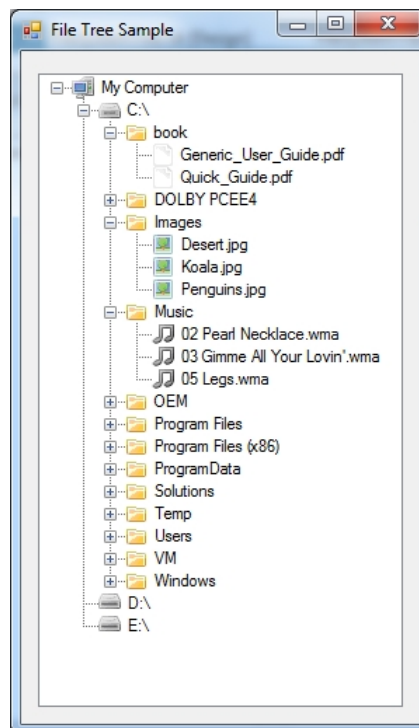 File Tree Sample
My Computer
C:\
book
Generic_User_Guide.pdf
Quick_Guide.pdf
DOLBY PCEE4
Images
Desert.jpg
Koala.jpg
Penguins.jpg
Music
02 Pearl Necklace.wma
03 Gimme All Your Lovin'.wma
05 Legs.wma
OEM
Program Files
Program Files (x86)
ProgramData
Solutions
Temp
Users
VM
Windows
D:\
E:\